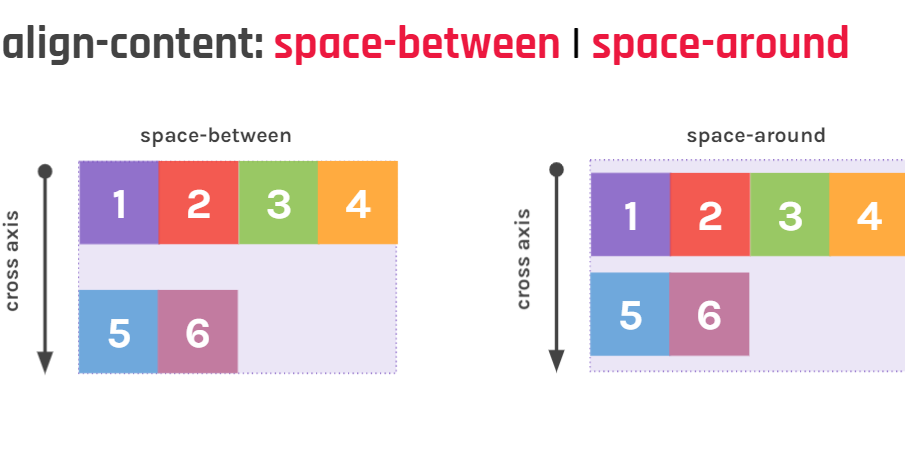 align-content: space-between | space-around
space-between
space-around
cross axis
1 2 3 4
5 6
cross axis
1 2 3 4
5 6